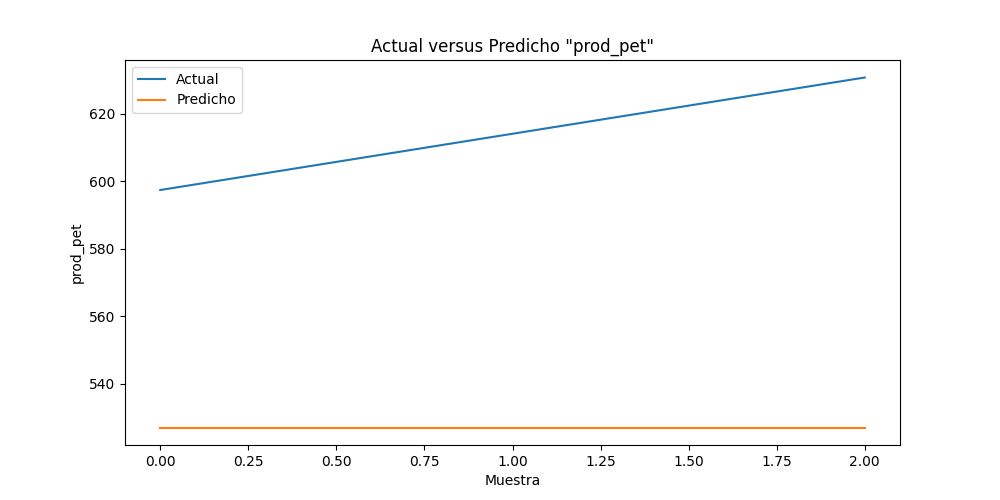 Actual versus Predicho "prod_pet"
Actual
Predicho
620
600
580
560
540
prod_pet
0.00 0.25 0.50 0.75 1.00 1.25 1.50 1.75 2.00
Muestra